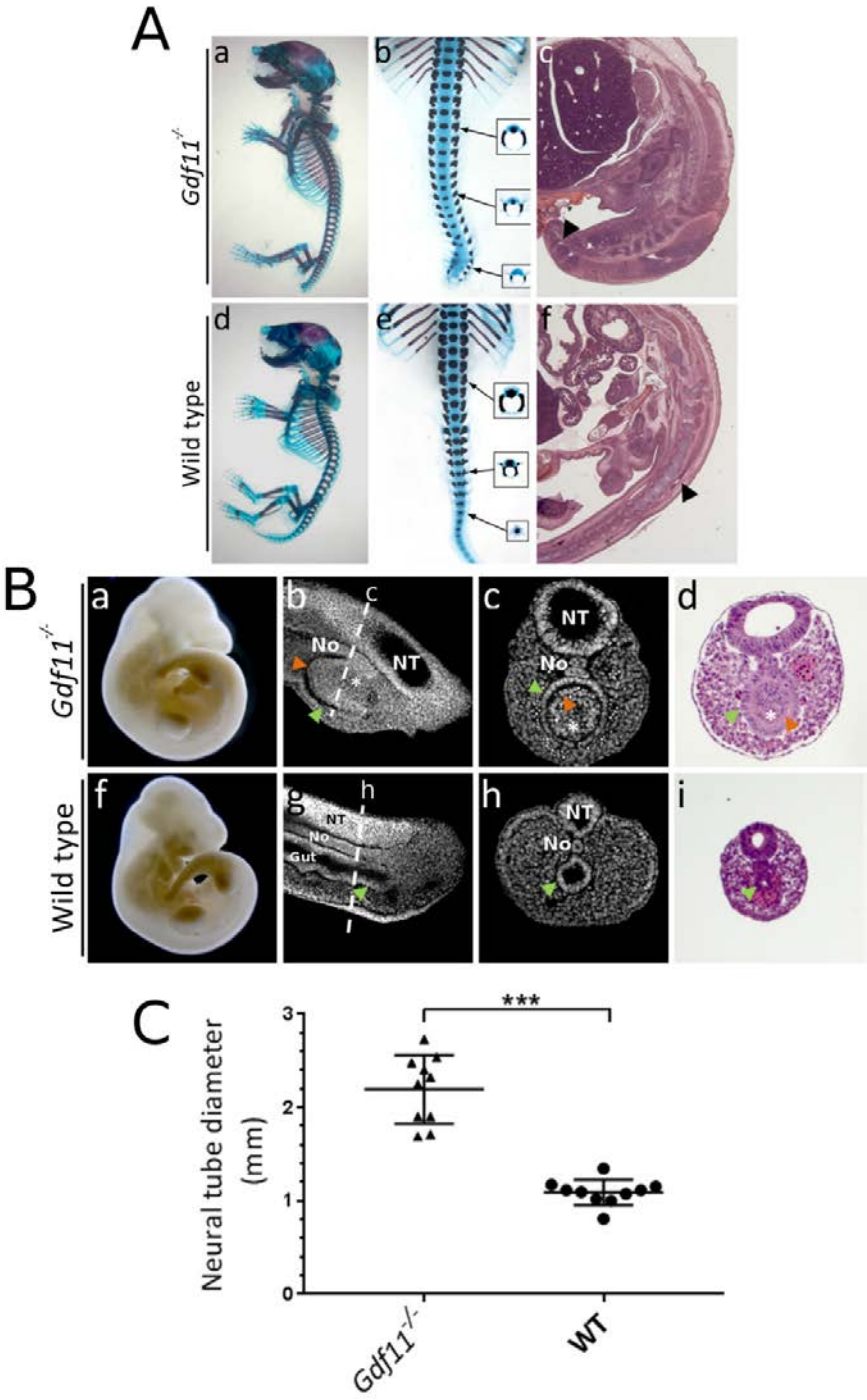 A
Gdf11-/-
a
b
c
Wild type
d
e
f
B
Gdf11-/-
a
b
c
No
NT
*
c
NT
No
*
d
*
Wild type
f
g
h
NT
No
Gut
h
NT
No
i
C
Neural tube diameter
(mm)
3
2
1
0
***
Gdf11-/-
WT